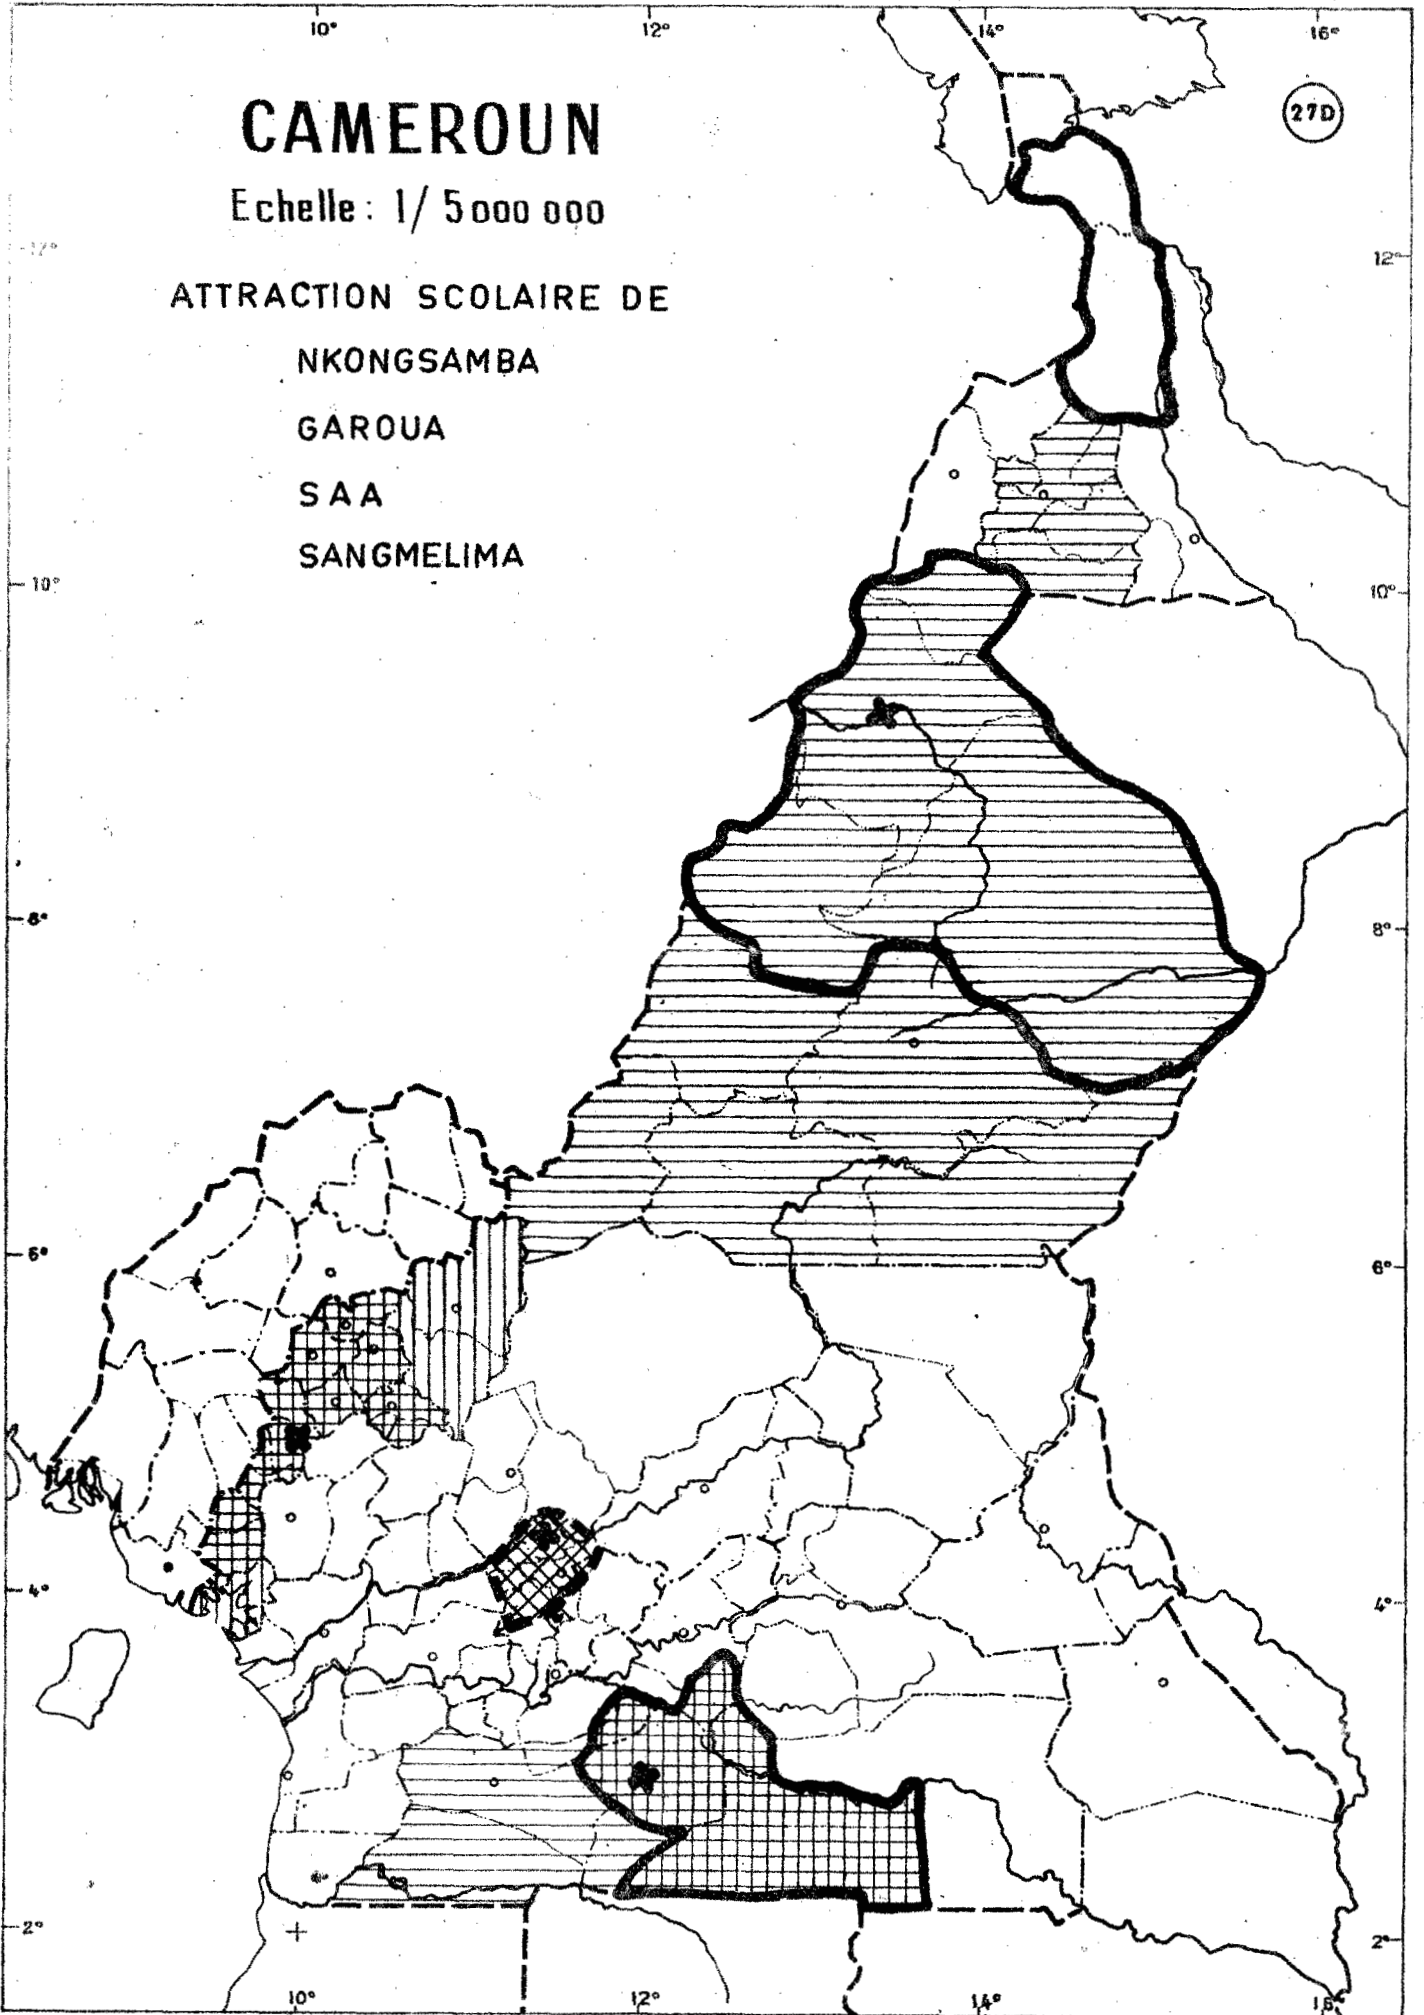 10° 12° 14° 16°
27D
CAMEROUN
Echelle: 1/ 5 000 000
12° 12°
ATTRACTION SCOLAIRE DE
NKONGSAMBA
GAROUA
SAA
SANGMELIMA
10° 10°
8° 8°
6° 6°
4° 4°
2° 2°
10° 12° 14°